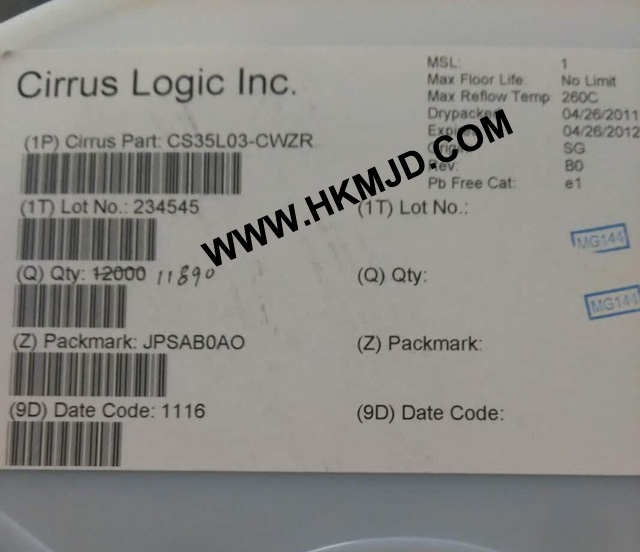 Cirrus Logic Inc.
MSL: 1
Max Floor Life: No Limit
Max Reflow Temp: 260C
Drypacked: 04/26/2011
04/26/2012
SG
Rev: B0
Pb Free Cat: e1
(1P) Cirrus Part: CS35L03-CWZR
(1T) Lot No.: 234545
(1T) Lot No.:
WWW.HKMJD.COM
(Q) Qty: 12000 11890
(Q) Qty:
MG144
MG144
(Z) Packmark: JPSAB0AO
(Z) Packmark:
(9D) Date Code: 1116
(9D) Date Code: